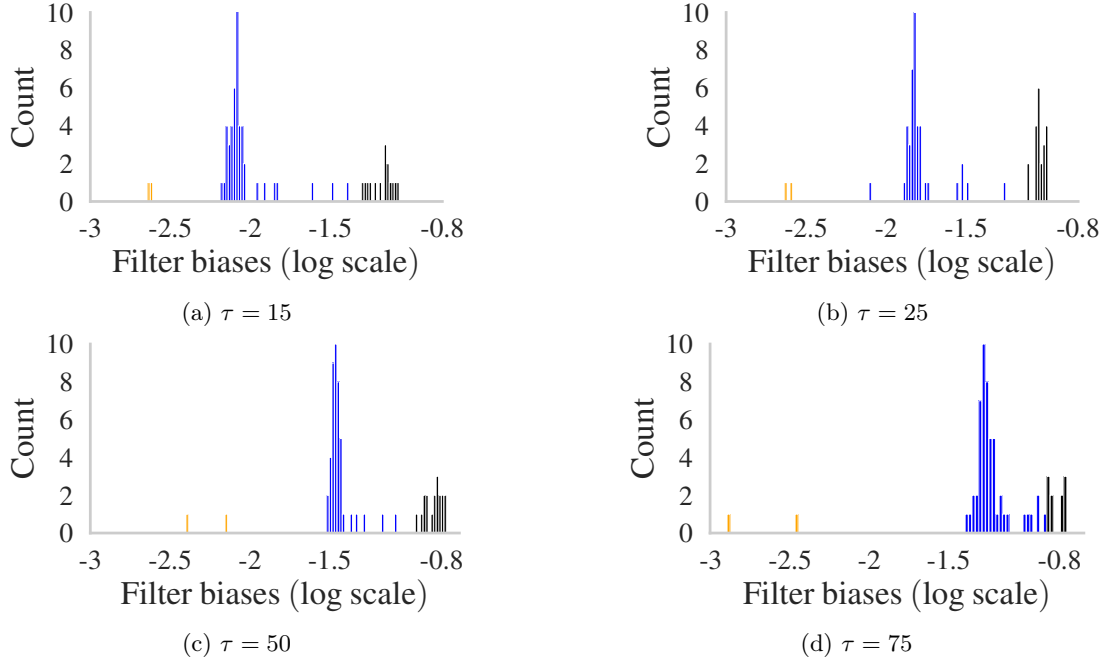 10
8
6
4
2
0
Count
-3 -2.5 -2 -1.5 -0.8
Filter biases (log scale)
(a) τ = 15
10
8
6
4
2
0
Count
-3 -2.5 -2 -1.5 -0.8
Filter biases (log scale)
(b) τ = 25
10
8
6
4
2
0
Count
-3 -2.5 -2 -1.5 -0.8
Filter biases (log scale)
(c) τ = 50
10
8
6
4
2
0
Count
-3 -2.5 -2 -1.5 -0.8
Filter biases (log scale)
(d) τ = 75